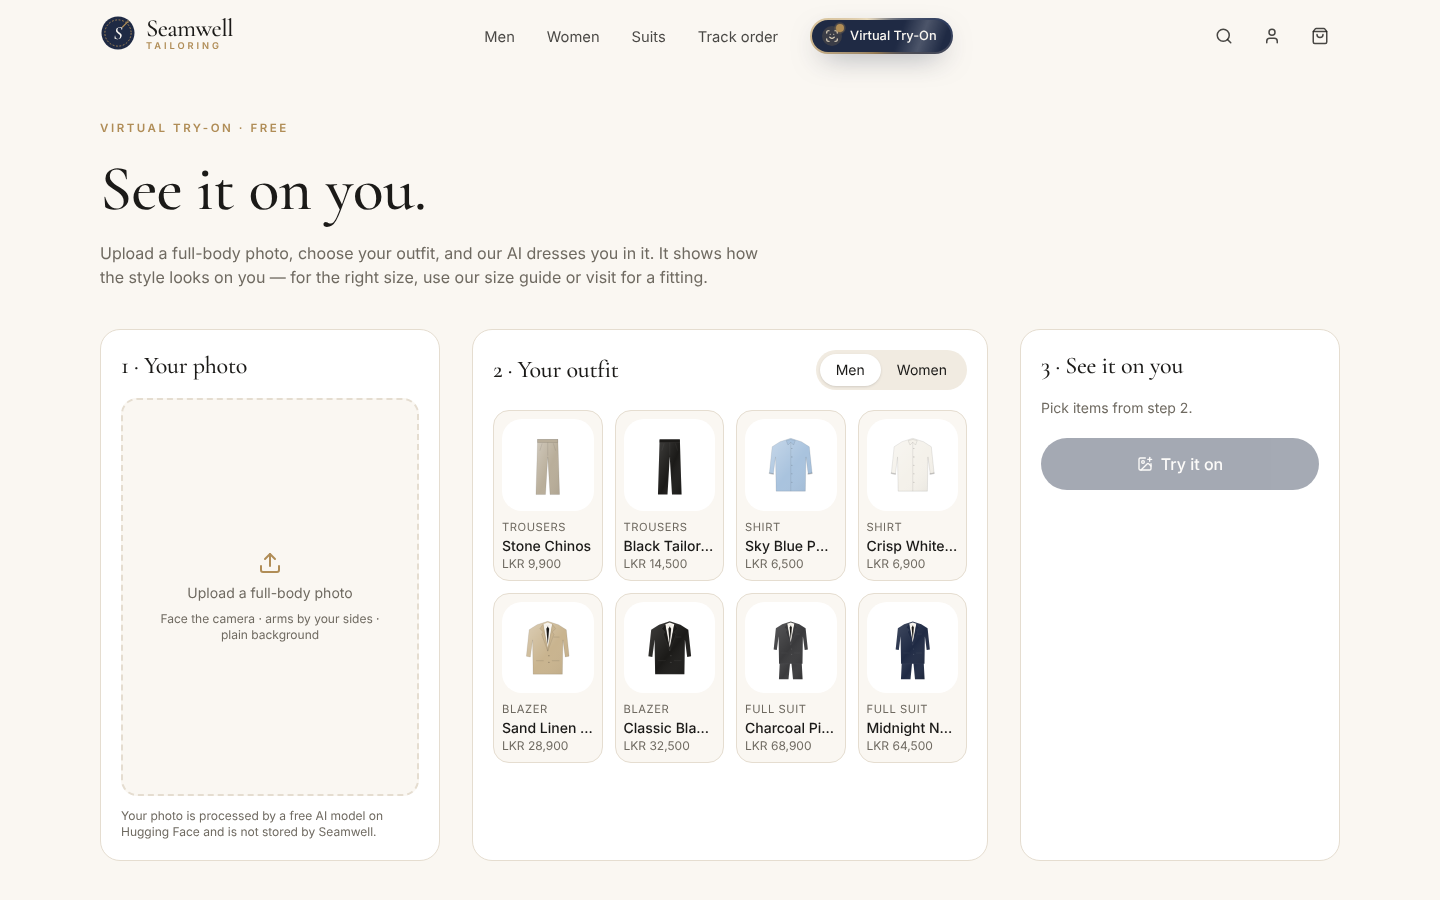 S
Seamwell
TAILORING
Men
Women
Suits
Track order
Virtual Try-On
VIRTUAL TRY-ON · FREE
See it on you.
Upload a full-body photo, choose your outfit, and our AI dresses you in it. It shows how
the style looks on you — for the right size, use our size guide or visit for a fitting.
1 · Your photo
Upload a full-body photo
Face the camera · arms by your sides ·
plain background
Your photo is processed by a free AI model on
Hugging Face and is not stored by Seamwell.
2 · Your outfit
Men
Women
TROUSERS
Stone Chinos
LKR 9,900
TROUSERS
Black Tailor...
LKR 14,500
SHIRT
Sky Blue P...
LKR 6,500
SHIRT
Crisp White...
LKR 6,900
BLAZER
Sand Linen ...
LKR 28,900
BLAZER
Classic Bla...
LKR 32,500
FULL SUIT
Charcoal Pi...
LKR 68,900
FULL SUIT
Midnight N...
LKR 64,500
3 · See it on you
Pick items from step 2.
Try it on